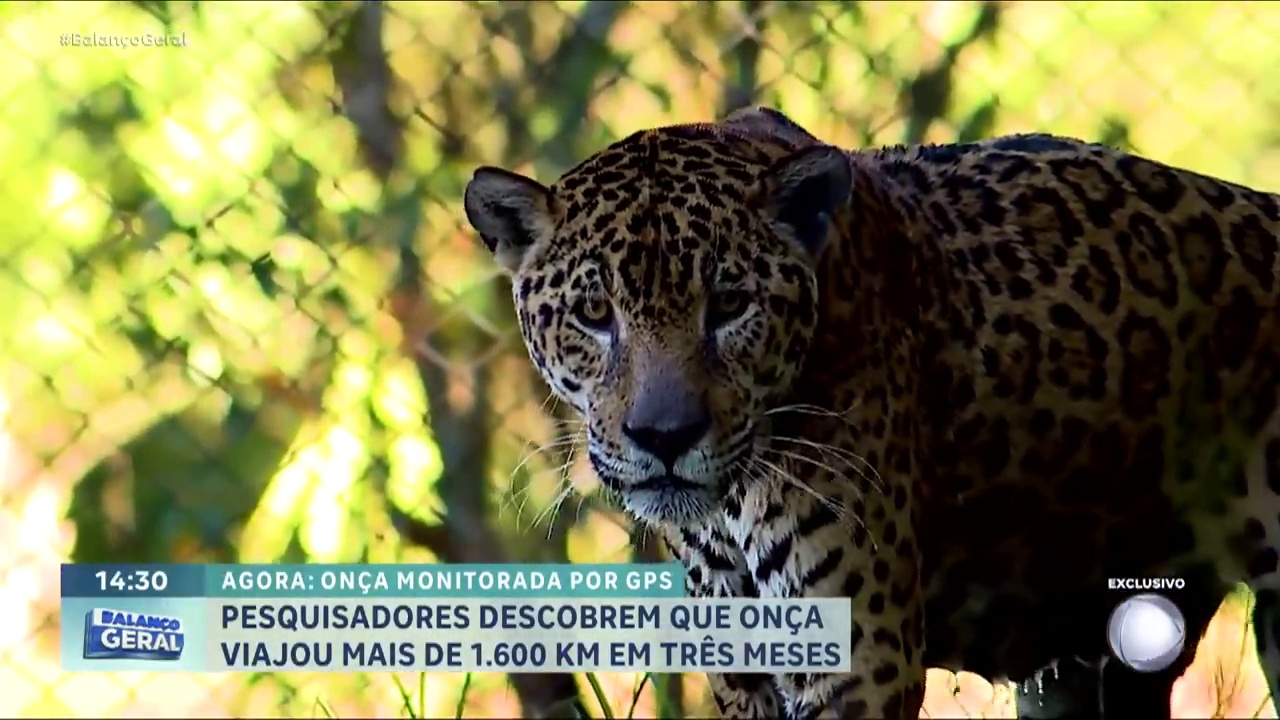 #BalançoGeral
14:30 AGORA: ONÇA MONITORADA POR GPS
BALANÇO
GERAL
PESQUISADORES DESCOBREM QUE ONÇA
VIAJOU MAIS DE 1.600 KM EM TRÊS MESES
EXCLUSIVO